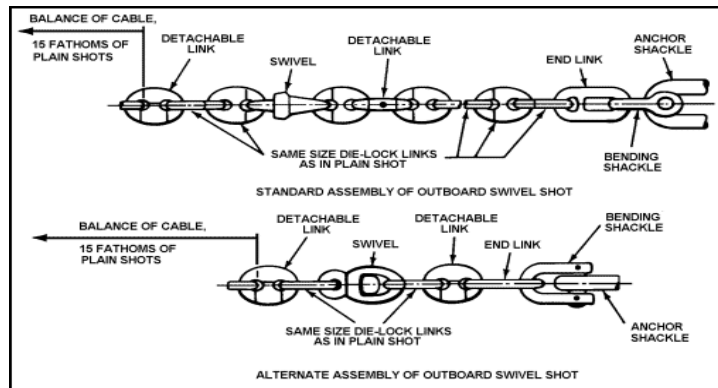 BALANCE OF CABLE,
15 FATHOMS OF
PLAIN SHOTS
DETACHABLE
LINK
SWIVEL
DETACHABLE
LINK
END LINK
ANCHOR
SHACKLE
SAME SIZE DIE-LOCK LINKS
AS IN PLAIN SHOT
BENDING
SHACKLE
STANDARD ASSEMBLY OF OUTBOARD SWIVEL SHOT
BALANCE OF CABLE,
15 FATHOMS OF
PLAIN SHOTS
DETACHABLE
LINK
SWIVEL
DETACHABLE
LINK
END LINK
BENDING
SHACKLE
SAME SIZE DIE-LOCK LINKS
AS IN PLAIN SHOT
ANCHOR
SHACKLE
ALTERNATE ASSEMBLY OF OUTBOARD SWIVEL SHOT